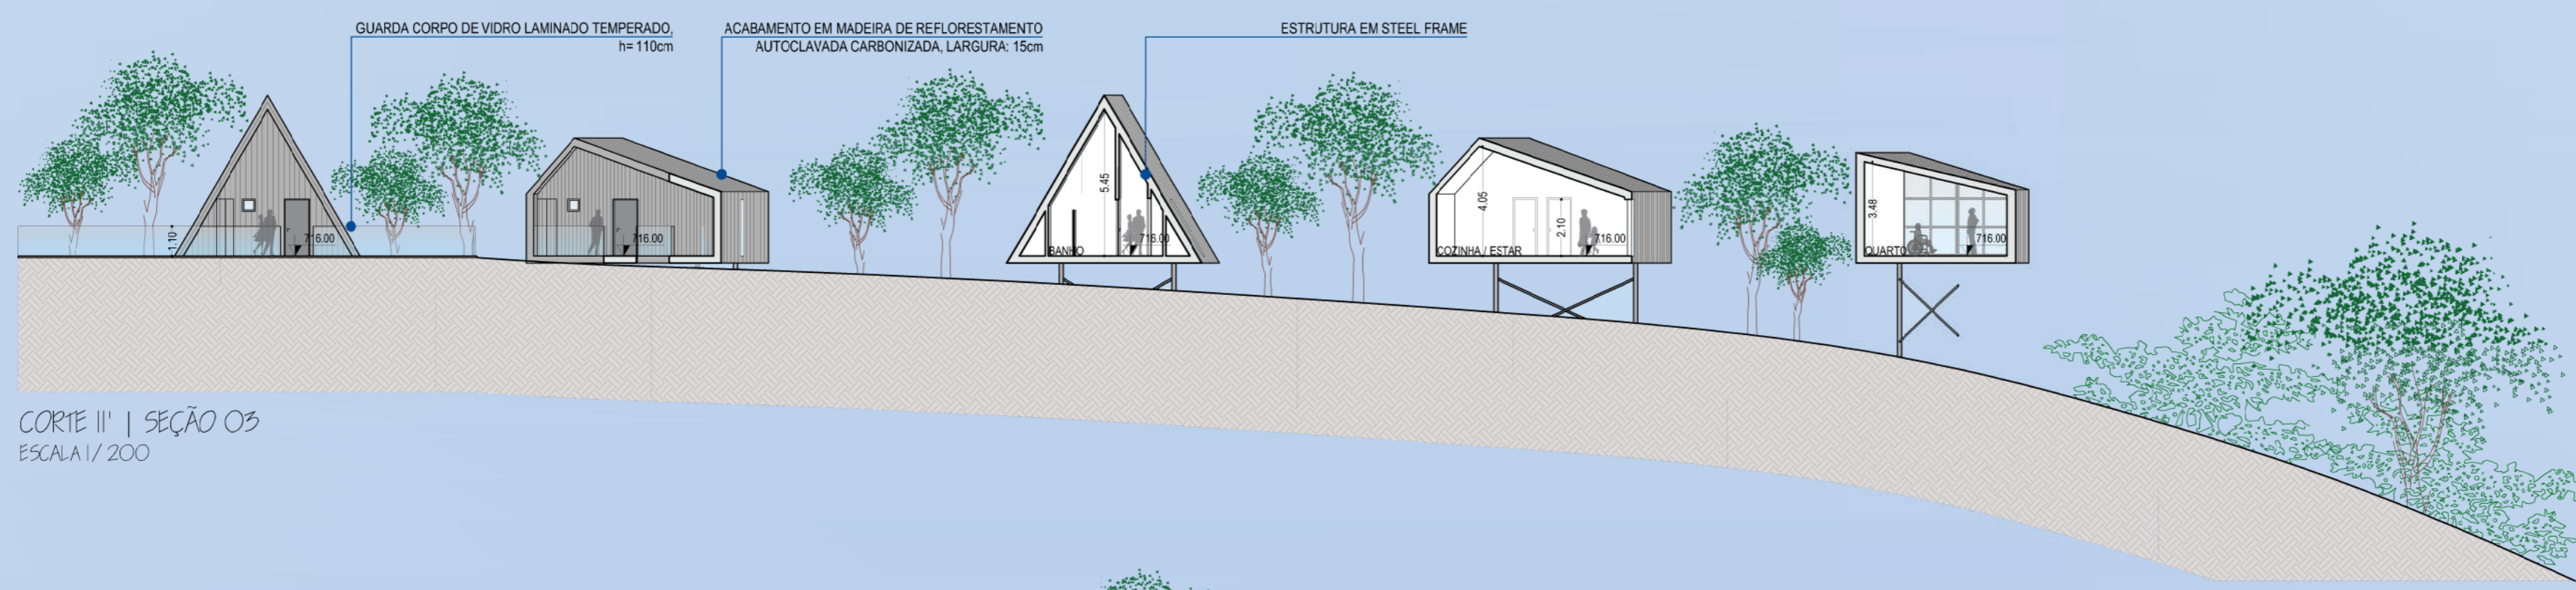 GUARDA CORPO DE VIDRO LAMINADO TEMPERADO,
h= 110cm
ACABAMENTO EM MADEIRA DE REFLORESTAMENTO
AUTOCLAVADA CARBONIZADA, LARGURA: 15cm
ESTRUTURA EM STEEL FRAME
1.10
716.00
716.00
5.45
BANHO
716.00
4.05
COZINHA / ESTAR
2.10
716.00
3.48
QUARTO
716.00
CORTE II' | SEÇÃO 03
ESCALA 1/200